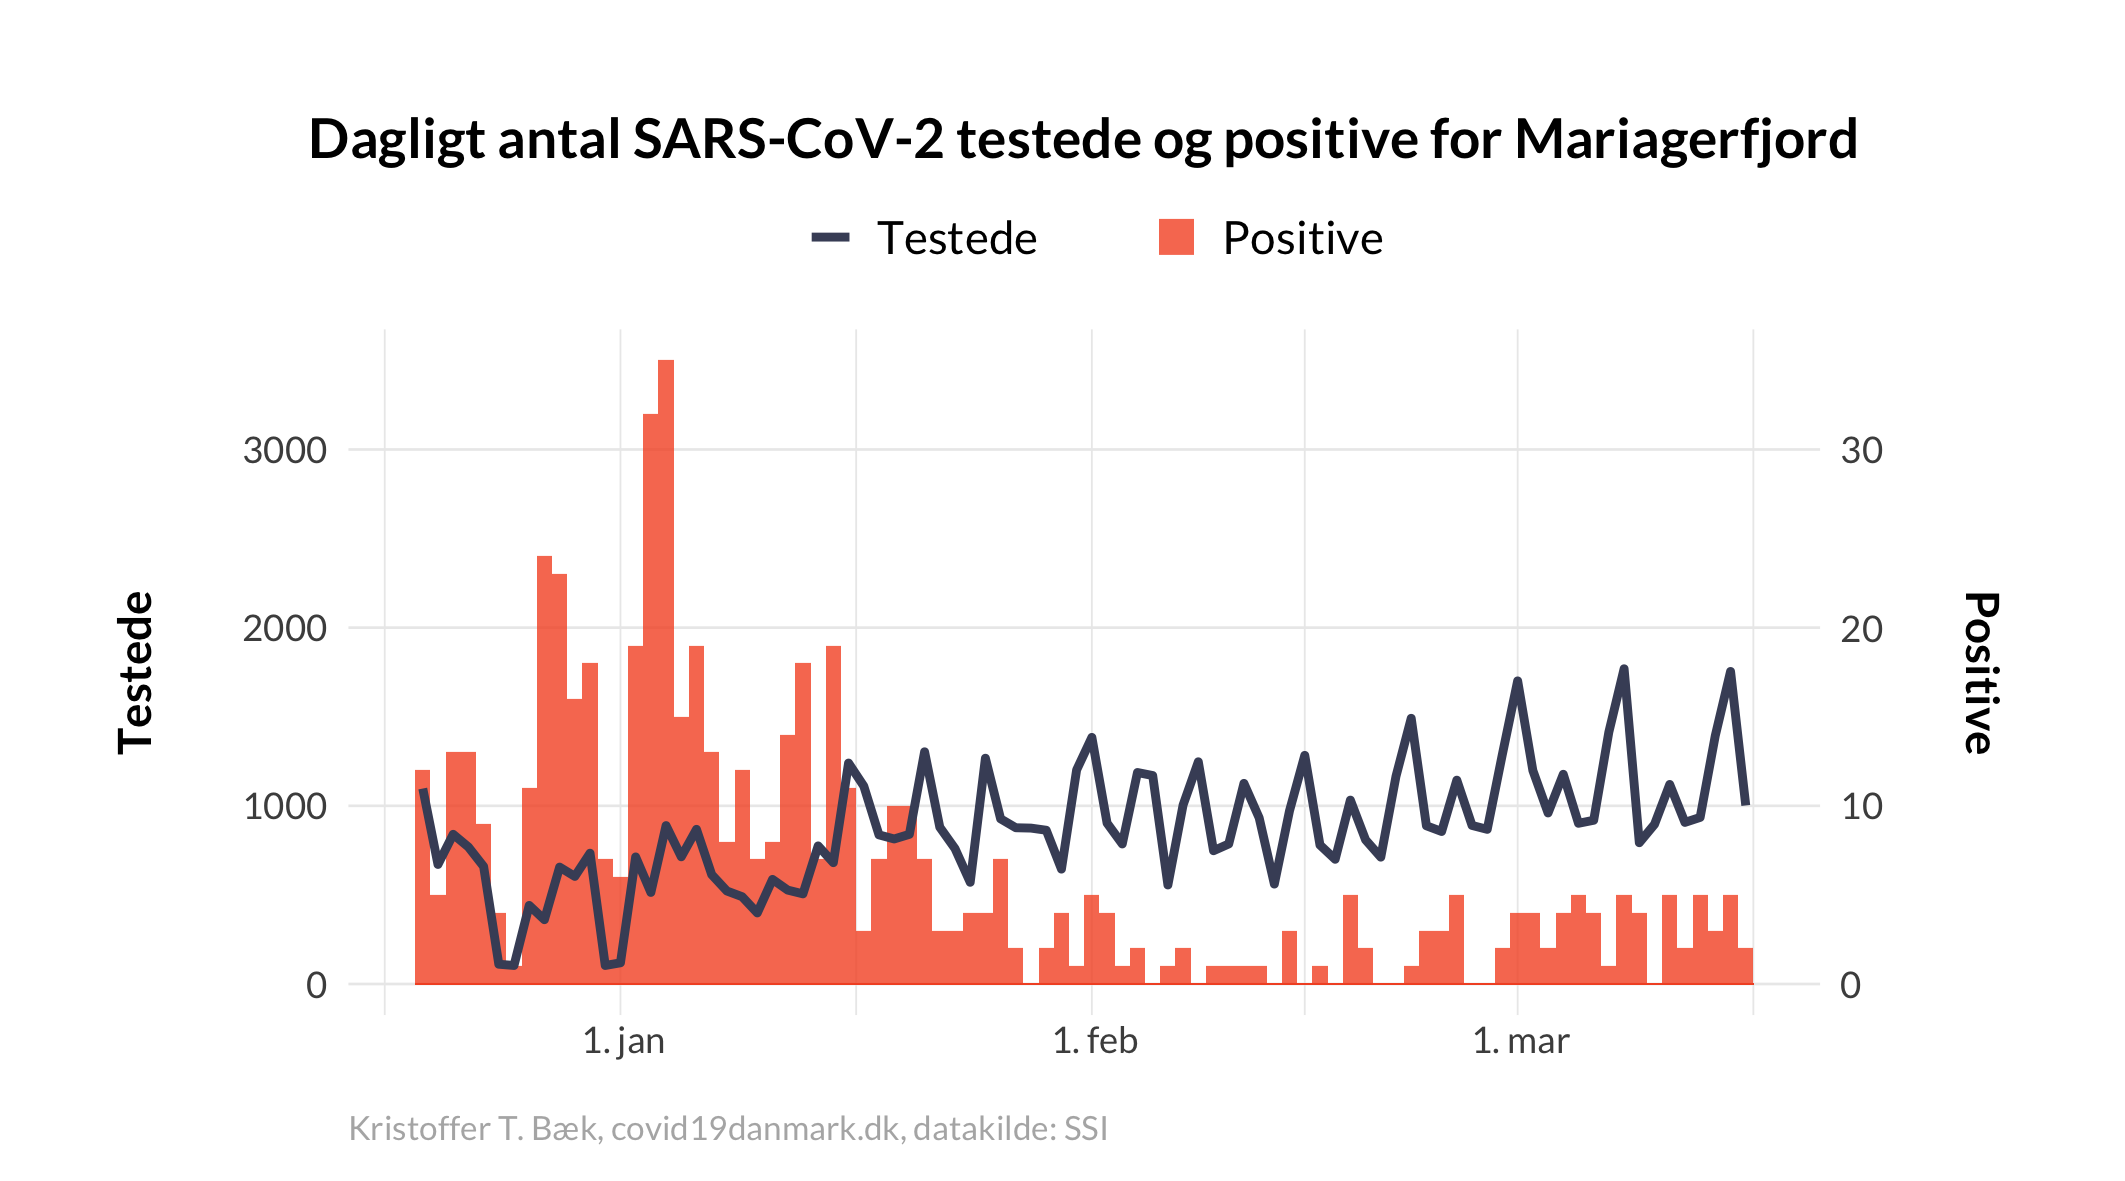 Dagligt antal SARS-CoV-2 testede og positive for Mariagerfjord
Testede
Positive
3000
2000
1000
0
30
20
10
0
Testede
Positive
1. jan
1. feb
1. mar
Kristoffer T. Bæk, covid19danmark.dk, datakilde: SSI